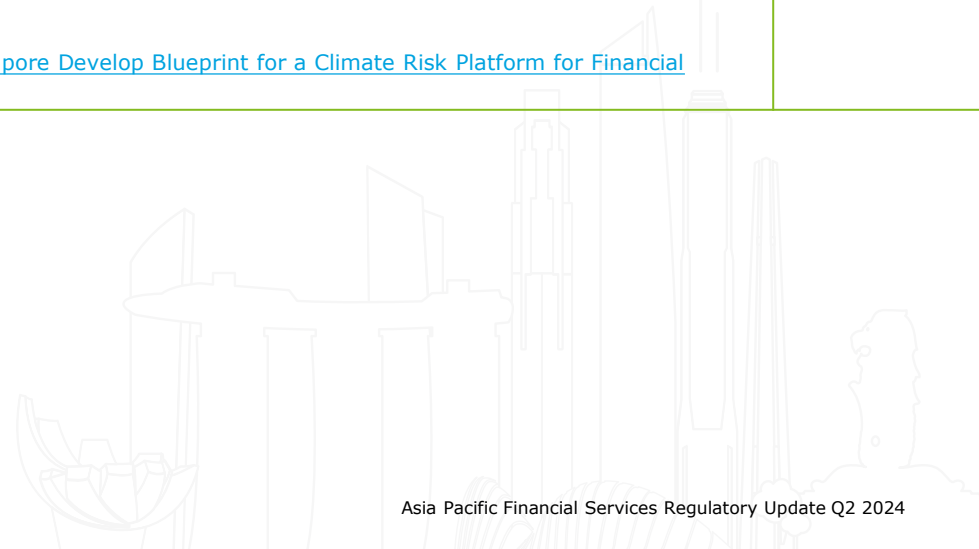 pore Develop Blueprint for a Climate Risk Platform for Financial
Asia Pacific Financial Services Regulatory Update Q2 2024